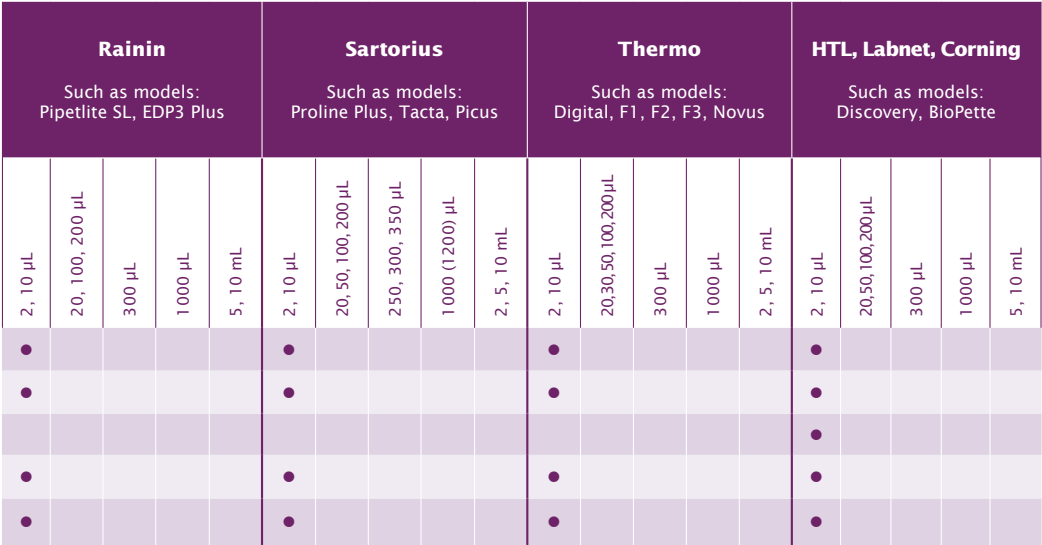 Rainin
Such as models:
Pipetlite SL, EDP3 Plus
Sartorius
Such as models:
Proline Plus, Tacta, Picus
Thermo
Such as models:
Digital, F1, F2, F3, Novus
HTL, Labnet, Corning
Such as models:
Discovery, BioPette
2, 10 µL
20, 100, 200 µL
300 µL
1000 µL
5, 10 mL
2, 10 µL
20, 50, 100, 200 µL
250, 300, 350 µL
1000 (1200) µL
2, 5, 10 mL
2, 10 µL
20,30,50,100,200µL
300 µL
1000 µL
2, 5, 10 mL
2, 10 µL
20,50,100,200µL
300 µL
1000 µL
5, 10 mL